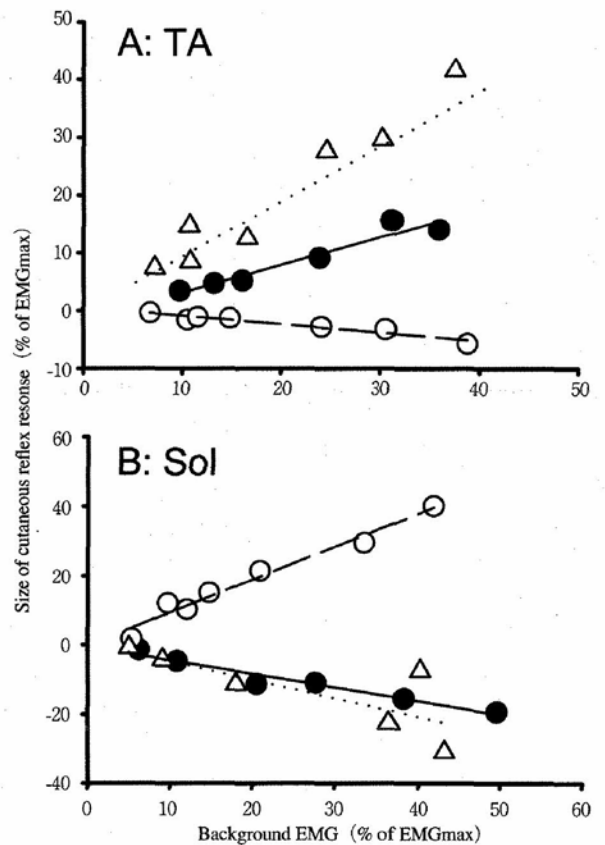 Size of cutaneous reflex resonse (% of EMGmax)
A: TA
50
40
30
20
10
0
-10
0 10 20 30 40 50
B: Sol
60
40
20
0
-20
-40
0 10 20 30 40 50 60
Background EMG (% of EMGmax)